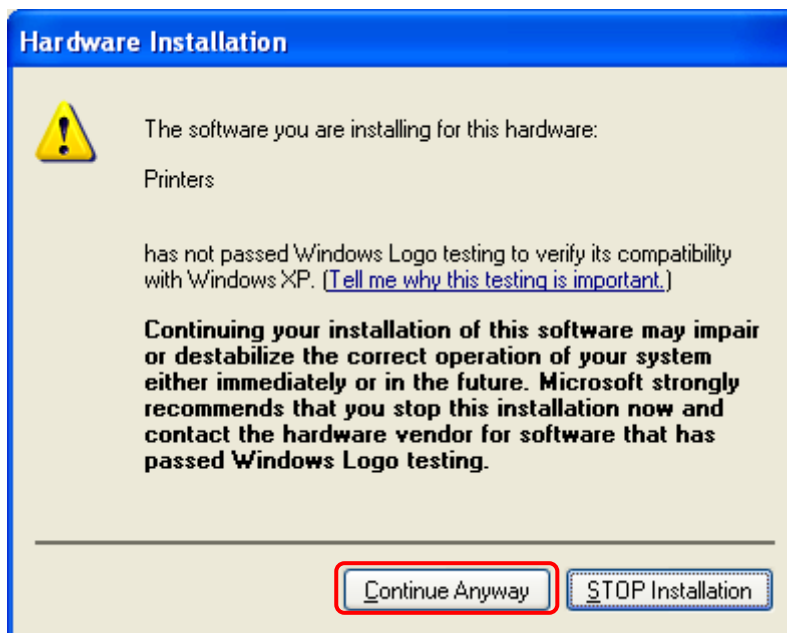 Hardware Installation
The software you are installing for this hardware:
Printers
has not passed Windows Logo testing to verify its compatibility
with Windows XP. (Tell me why this testing is important.)
Continuing your installation of this software may impair
or destabilize the correct operation of your system
either immediately or in the future. Microsoft strongly
recommends that you stop this installation now and
contact the hardware vendor for software that has
passed Windows Logo testing.
Continue Anyway STOP Installation